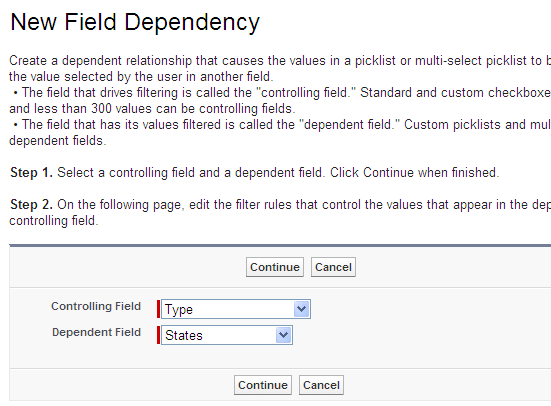 New Field Dependency
Create a dependent relationship that causes the values in a picklist or multi-select picklist to
the value selected by the user in another field.
• The field that drives filtering is called the "controlling field." Standard and custom
and less than 300 values can be controlling fields.
• The field that has its values filtered is called the "dependent field." Custom picklists and
dependent fields.
Step 1. Select a controlling field and a dependent field. Click Continue when finished.
Step 2. On the following page, edit the filter rules that control the values that appear in the
controlling field.
Continue Cancel
Controlling Field Type
Dependent Field States
Continue Cancel